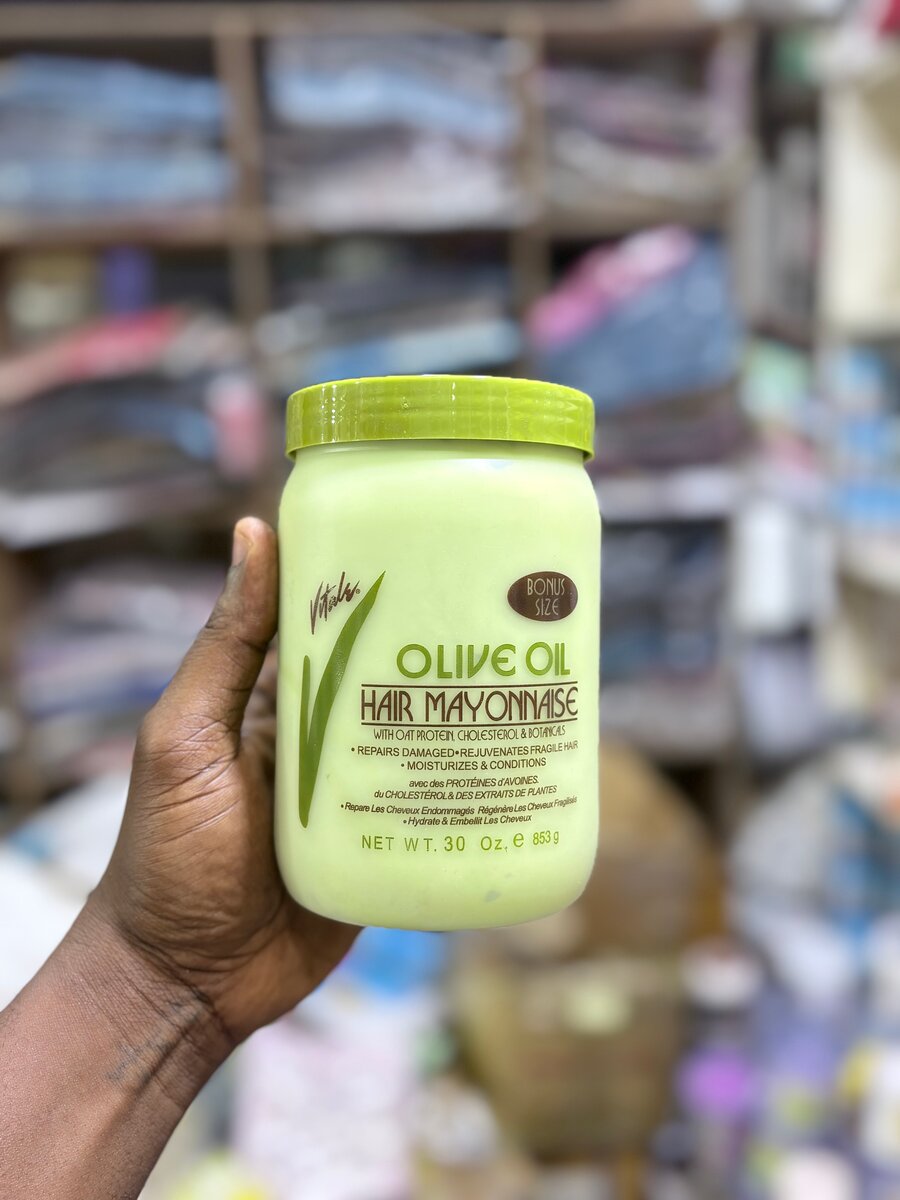 Vitale®
BONUS
SIZE
OLIVE OIL
HAIR MAYONNAISE
WITH OAT PROTEIN, CHOLESTEROL & BOTANICALS
• REPAIRS DAMAGED • REJUVENATES FRAGILE HAIR
• MOISTURIZES & CONDITIONS
avec des PROTÉINES d'AVOINES.
du CHOLESTÉROL & DES EXTRAITS DE PLANTES
• Repare Les Cheveux Endommagés Régénère Les Cheveux Fragilisés
• Hydrate & Embellit Les Cheveux
NET WT. 30 Oz. e 853 g